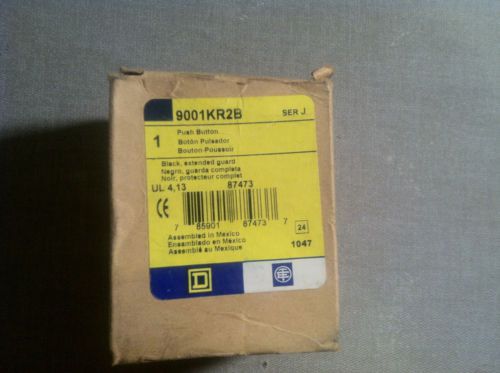 9001KR2B SER J
1 Push Button
Botón Pulsador
Bouton-Poussoir
Black, extended guard
Negro, guarda completa
Noir, protecteur complet
UL 4,13 87473
CE
7 85901 87473 7
24
Assembled in México
Ensamblado en México
Assemblé au Mexique
1047